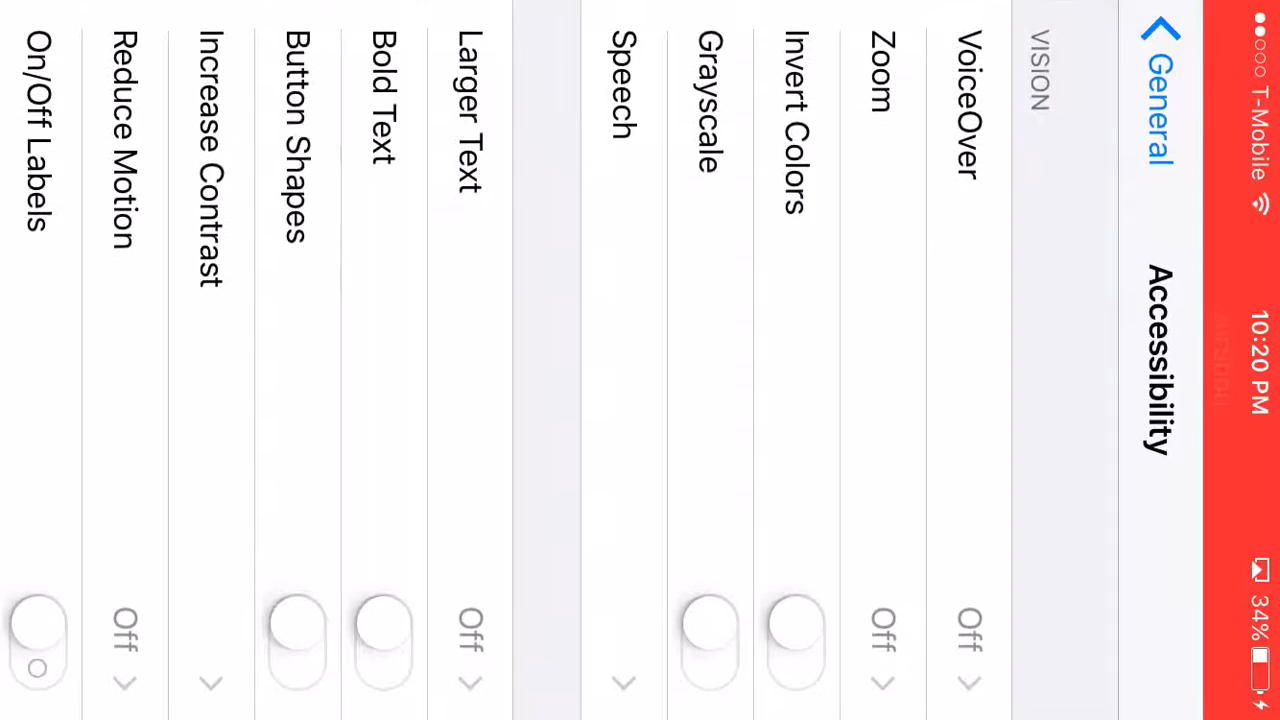 T-Mobile 10:20 PM 34%
General Accessibility
VISION
VoiceOver Off
Zoom Off
Invert Colors
Grayscale
Speech
Larger Text Off
Bold Text
Button Shapes
Increase Contrast
Reduce Motion Off
On/Off Labels